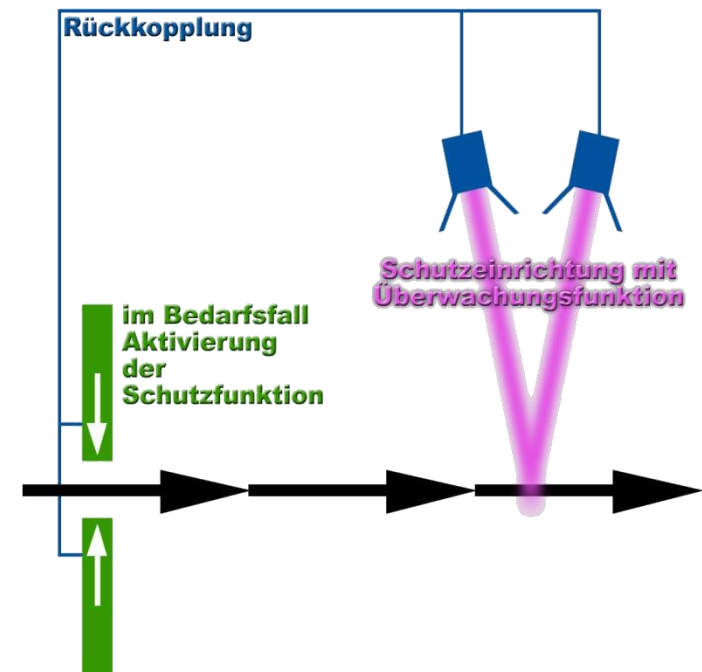 Rückkopplung
Schutzeinrichtung mit
Überwachungsfunktion
im Bedarfsfall
Aktivierung
der
Schutzfunktion